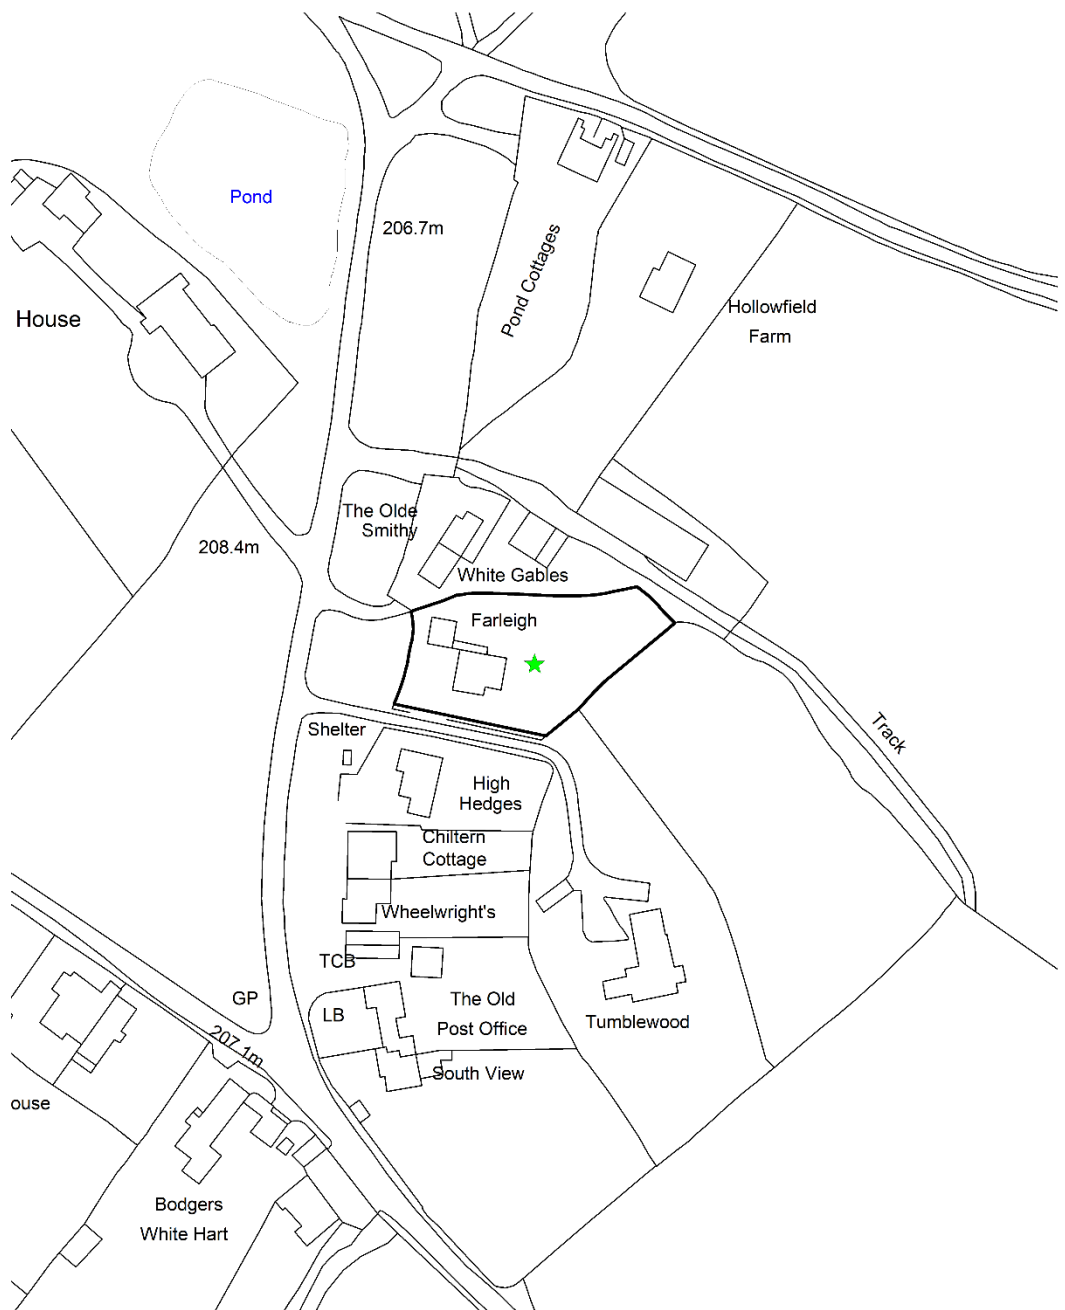 Pond
206.7m
Pond Cottages
House
Hollowfield
Farm
The Olde
Smithy
208.4m
White Gables
Farleigh
Track
Shelter
High
Hedges
Chiltern
Cottage
Wheelwright's
TCB
GP
LB
The Old
Post Office
Tumblewood
207.1m
South View
ouse
Bodgers
White Hart